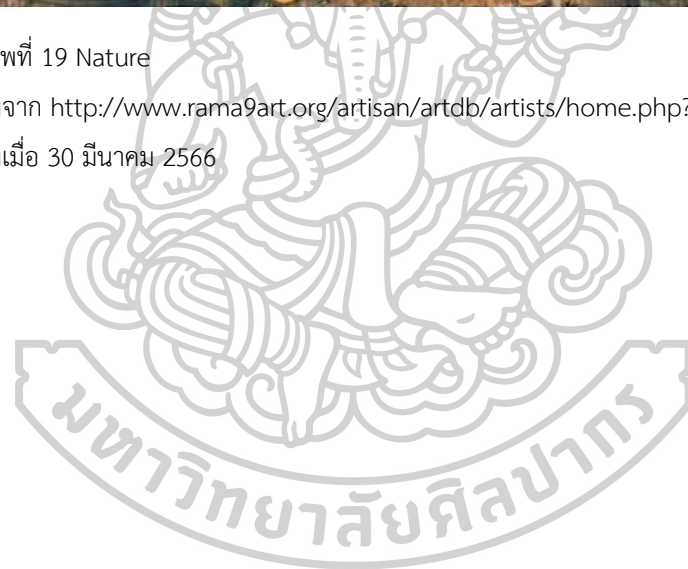 พที่ 19 Nature
จาก http://www.rama9art.org/artisan/artdb/artists/home.php?
เมื่อ 30 มีนาคม 2566
มหาวิทยาลัยศิลปากร